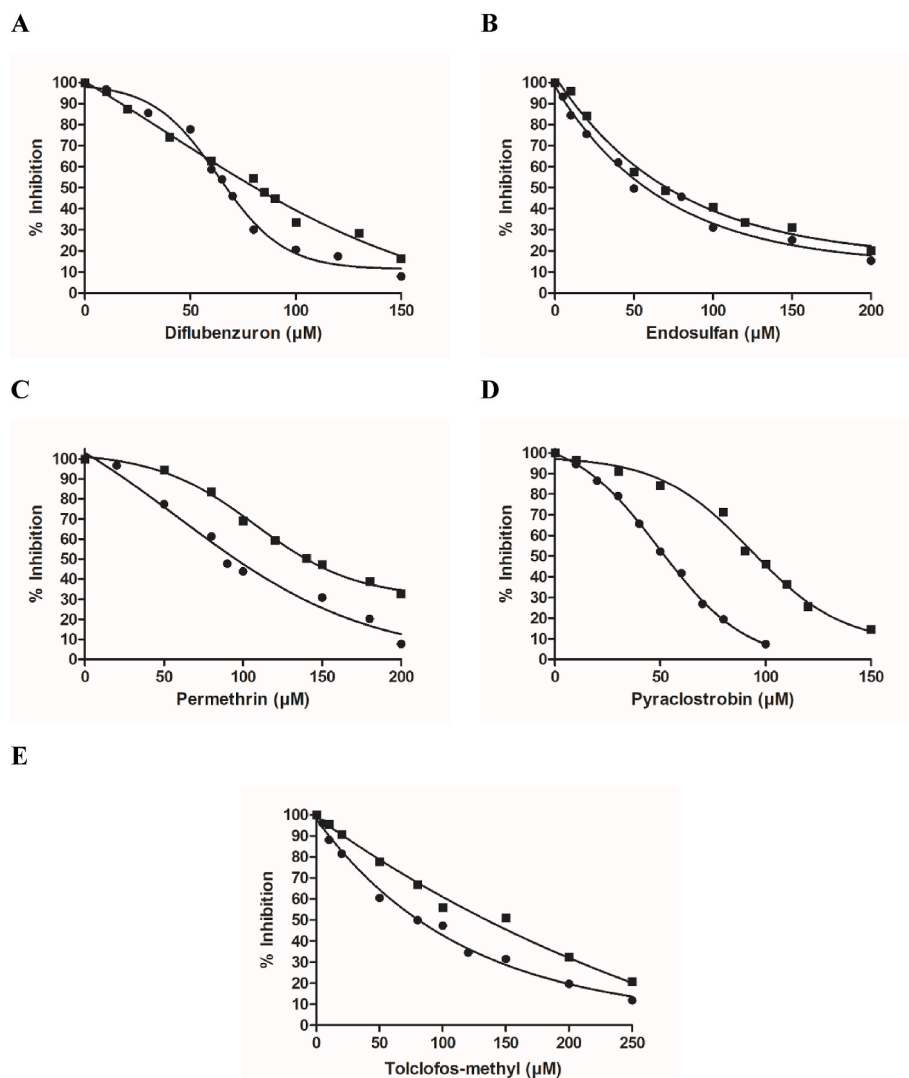 A
B
100
90
80
70
60
50
40
30
20
10
0
% Inhibition
0 50 100 150
Diflubenzuron (µM)
100
90
80
70
60
50
40
30
20
10
0
% Inhibition
0 50 100 150 200
Endosulfan (µM)
C
D
100
90
80
70
60
50
40
30
20
10
0
% Inhibition
0 50 100 150 200
Permethrin (µM)
100
90
80
70
60
50
40
30
20
10
0
% Inhibition
0 50 100 150
Pyraclostrobin (µM)
E
100
90
80
70
60
50
40
30
20
10
0
% Inhibition
0 50 100 150 200 250
Tolclofos-methyl (µM)